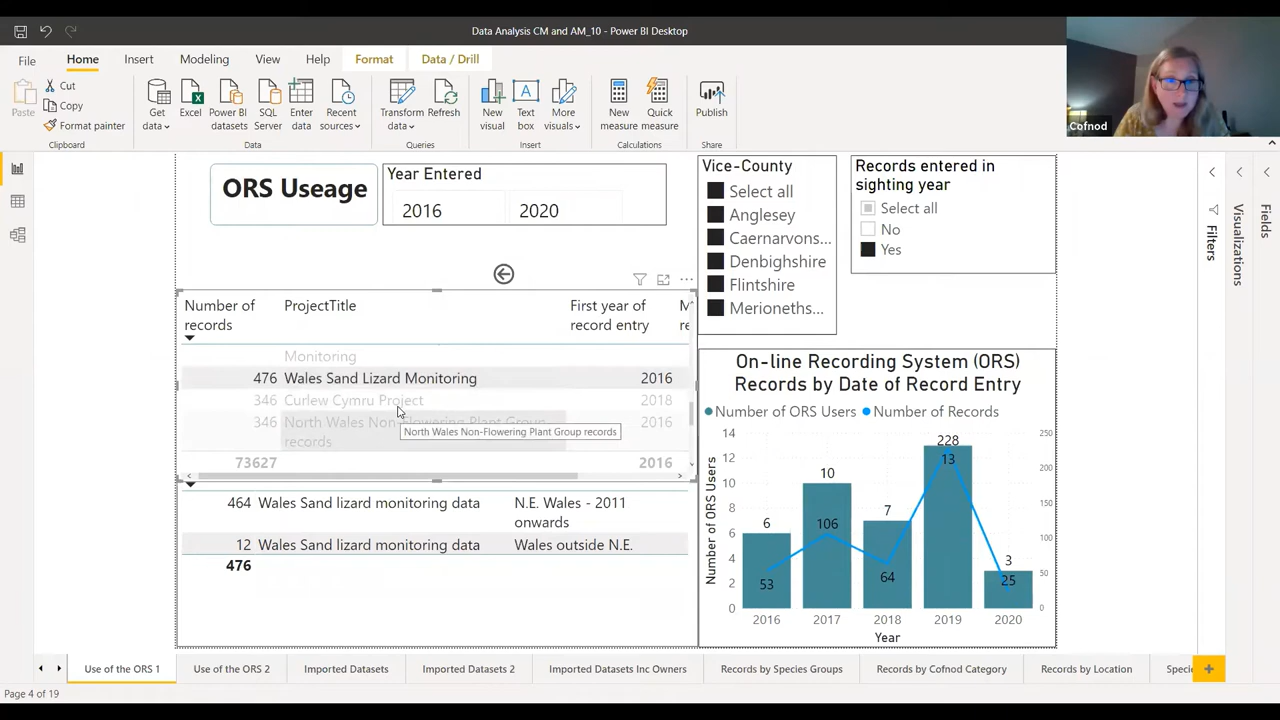 Data Analysis CM and AM_10 - Power BI Desktop
File
Home
Insert
Modeling
View
Help
Format
Data / Drill
Paste
Cut
Copy
Format painter
Clipboard
Get
data
Excel
Power BI
datasets
SQL
Server
Enter
data
Recent
sources
Data
Transform
data
Refresh
Queries
New
visual
A
Text
box
More
visuals
Insert
New
measure
Quick
measure
Calculations
Publish
Share
Cofnod
ORS Useage
Year Entered
2016
2020
Vice-County
Select all
Anglesey
Caernarvons...
Denbighshire
Flintshire
Merioneths...
Records entered in
sighting year
Select all
No
Yes
Filters
Visualizations
Fields
Number of
records
ProjectTitle
First year of
record entry
Monitoring
476 Wales Sand Lizard Monitoring 2016
346 Curlew Cymru Project 2018
346 North Wales Non-Flowering Plant Group
records 2016
North Wales Non-Flowering Plant Group records
73627 2016
464 Wales Sand lizard monitoring data N.E. Wales - 2011
onwards
12 Wales Sand lizard monitoring data Wales outside N.E.
476
On-line Recording System (ORS)
Records by Date of Record Entry
Number of ORS Users Number of Records
Number of ORS Users
14
12
10
8
6
4
2
0
250
200
150
100
50
0
6
10
7
228
13
3
53
106
64
25
2016 2017 2018 2019 2020
Year
Use of the ORS 1
Use of the ORS 2
Imported Datasets
Imported Datasets 2
Imported Datasets Inc Owners
Records by Species Groups
Records by Cofnod Category
Records by Location
Specie
+
Page 4 of 19